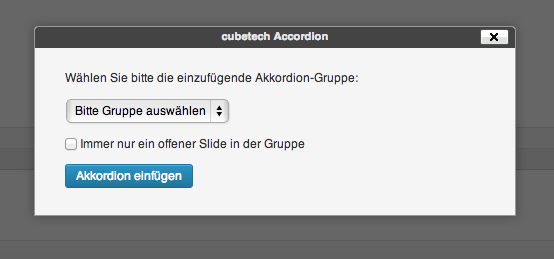 cubetech Accordion
Wählen Sie bitte die einzufügende Akkordion-Gruppe:
Bitte Gruppe auswählen
Immer nur ein offener Slide in der Gruppe
Akkordion einfügen